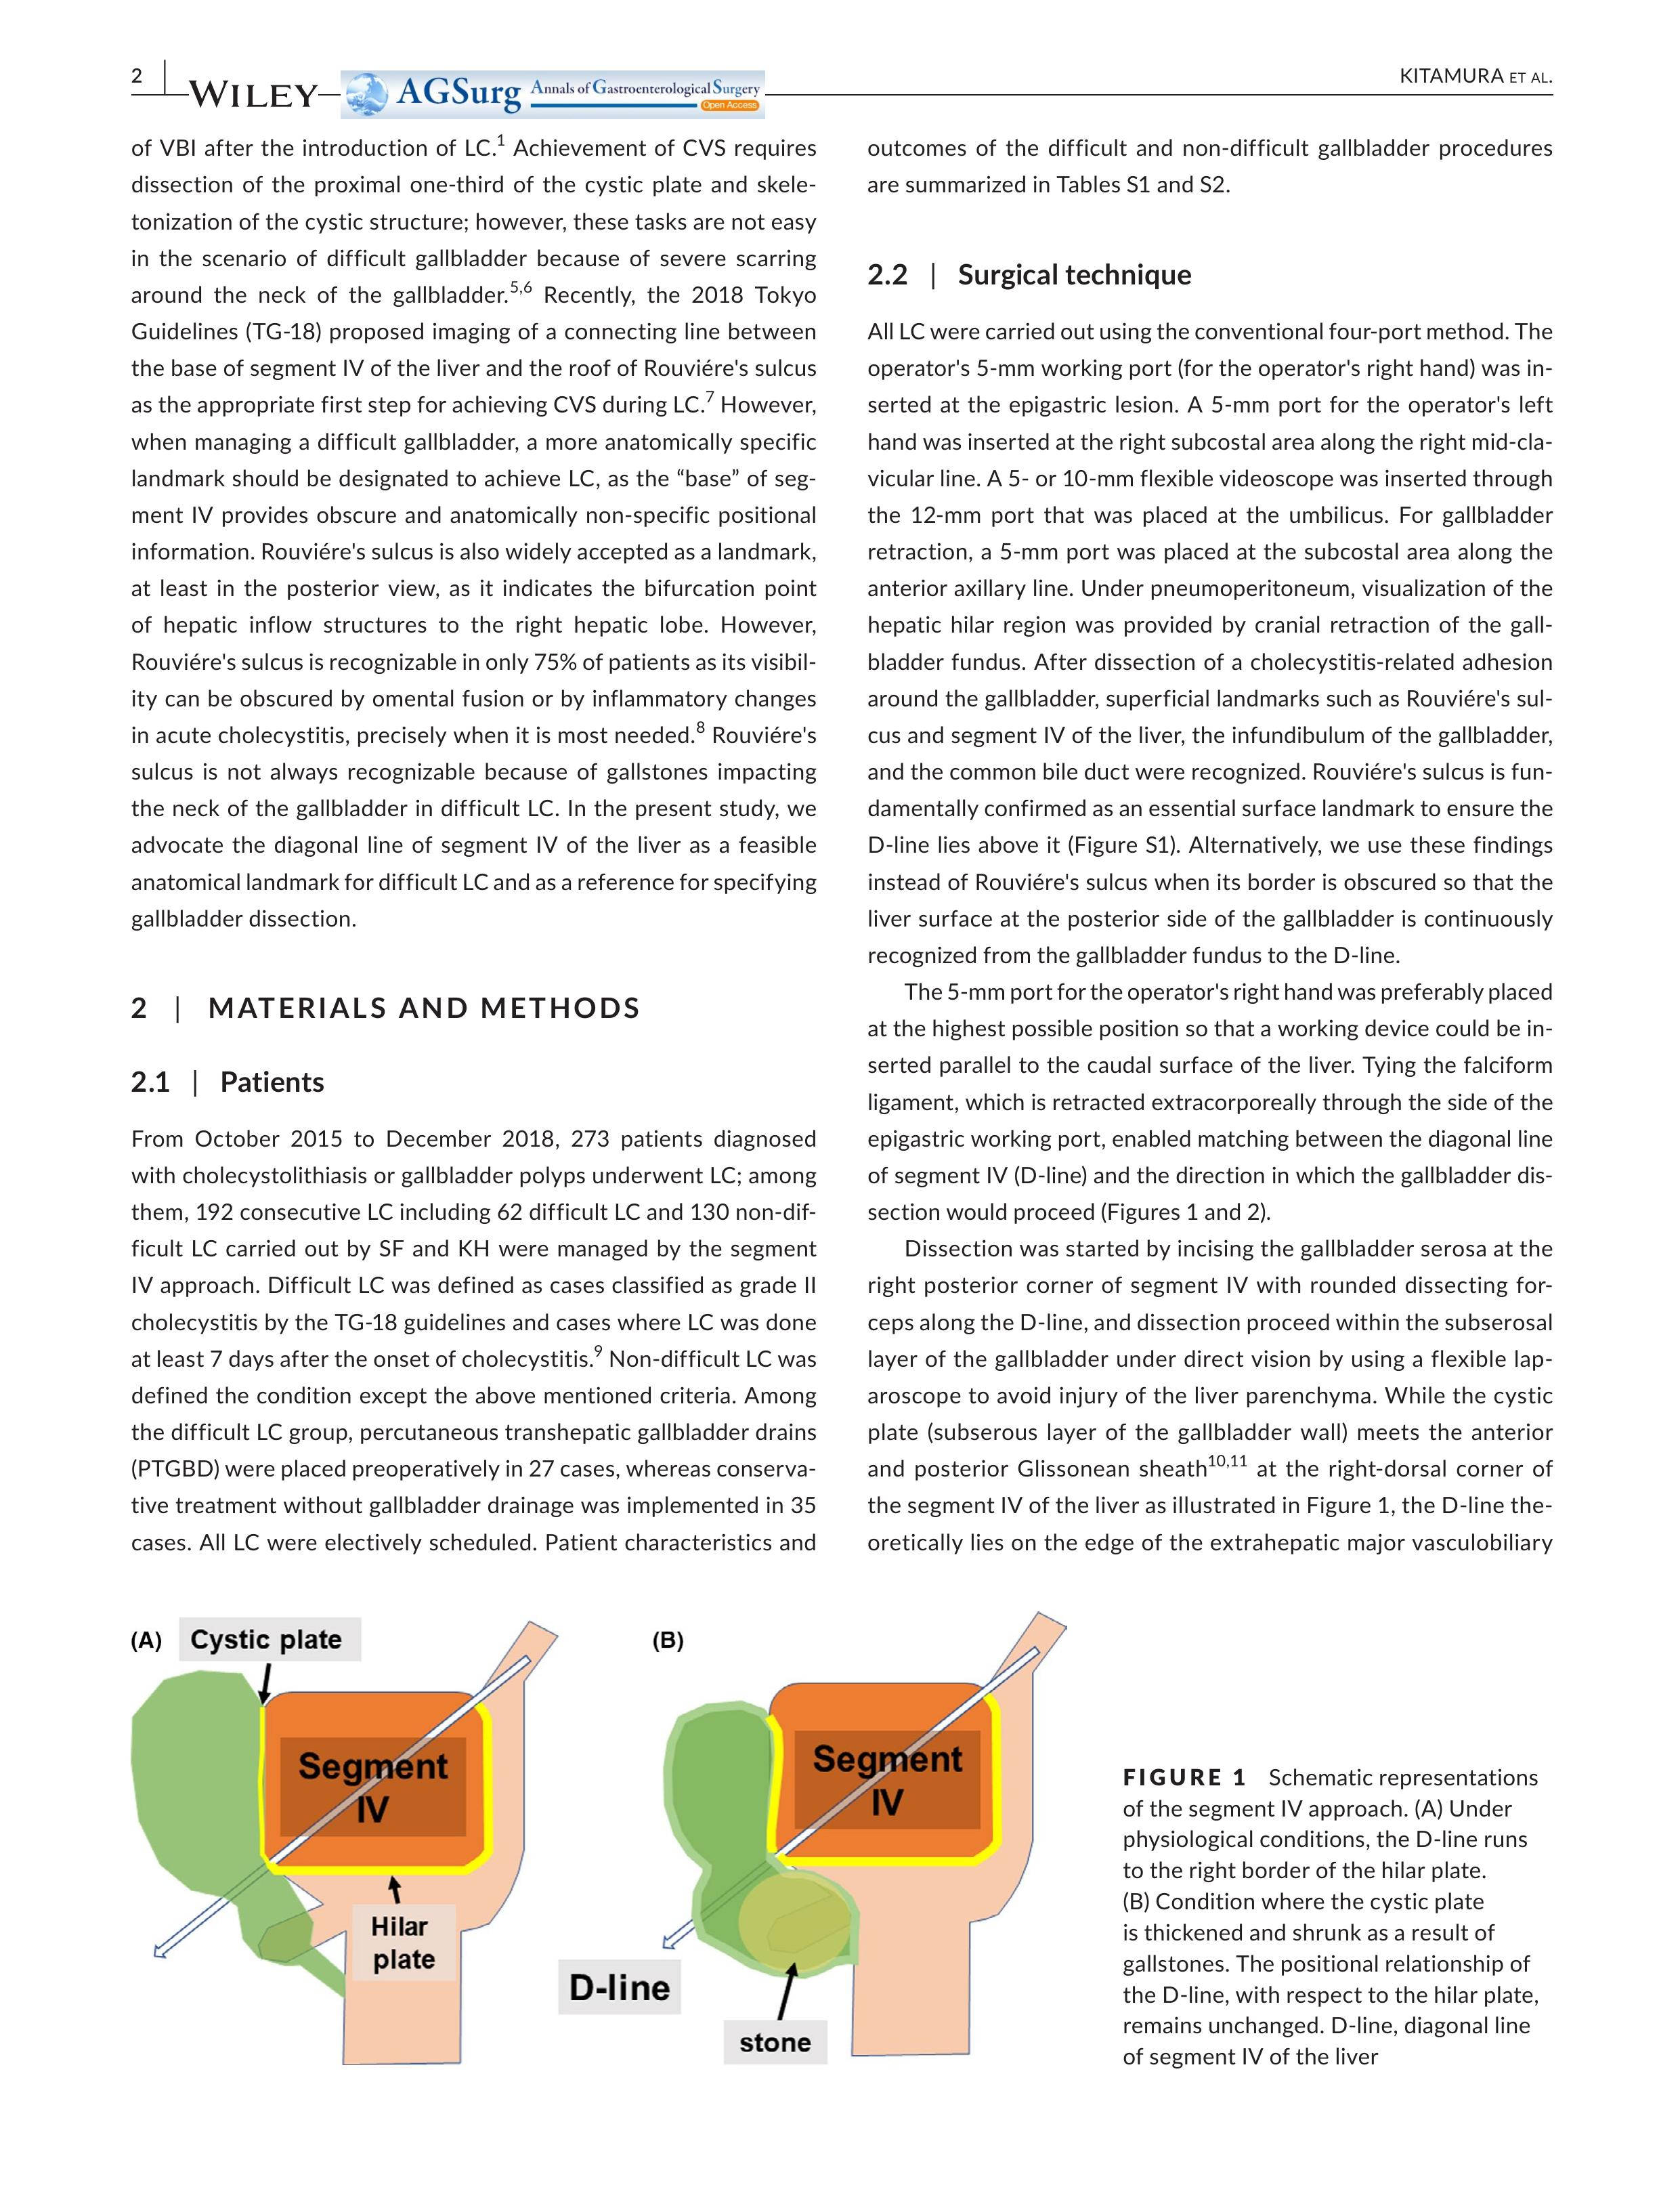 2
WILEY
AGSurg Annals of Gastroenterological Surgery
Open Access
KITAMURA ET AL.
of VBI after the introduction of LC.1 Achievement of CVS requires
dissection of the proximal one-third of the cystic plate and skele-
tonization of the cystic structure; however, these tasks are not easy
in the scenario of difficult gallbladder because of severe scarring
around the neck of the gallbladder.5,6 Recently, the 2018 Tokyo
Guidelines (TG-18) proposed imaging of a connecting line between
the base of segment IV of the liver and the roof of Rouviére's sulcus
as the appropriate first step for achieving CVS during LC.7 However,
when managing a difficult gallbladder, a more anatomically specific
landmark should be designated to achieve LC, as the “base” of seg-
ment IV provides obscure and anatomically non-specific positional
information. Rouviére's sulcus is also widely accepted as a landmark,
at least in the posterior view, as it indicates the bifurcation point
of hepatic inflow structures to the right hepatic lobe. However,
Rouviére's sulcus is recognizable in only 75% of patients as its visibil-
ity can be obscured by omental fusion or by inflammatory changes
in acute cholecystitis, precisely when it is most needed.8 Rouviére's
sulcus is not always recognizable because of gallstones impacting
the neck of the gallbladder in difficult LC. In the present study, we
advocate the diagonal line of segment IV of the liver as a feasible
anatomical landmark for difficult LC and as a reference for specifying
gallbladder dissection.
2 | MATERIALS AND METHODS
2.1 | Patients
From October 2015 to December 2018, 273 patients diagnosed
with cholecystolithiasis or gallbladder polyps underwent LC; among
them, 192 consecutive LC including 62 difficult LC and 130 non-dif-
ficult LC carried out by SF and KH were managed by the segment
IV approach. Difficult LC was defined as cases classified as grade II
cholecystitis by the TG-18 guidelines and cases where LC was done
at least 7 days after the onset of cholecystitis.9 Non-difficult LC was
defined the condition except the above mentioned criteria. Among
the difficult LC group, percutaneous transhepatic gallbladder drains
(PTGBD) were placed preoperatively in 27 cases, whereas conserva-
tive treatment without gallbladder drainage was implemented in 35
cases. All LC were electively scheduled. Patient characteristics and
outcomes of the difficult and non-difficult gallbladder procedures
are summarized in Tables S1 and S2.
2.2 | Surgical technique
All LC were carried out using the conventional four-port method. The
operator's 5-mm working port (for the operator's right hand) was in-
serted at the epigastric lesion. A 5-mm port for the operator's left
hand was inserted at the right subcostal area along the right mid-cla-
vicular line. A 5- or 10-mm flexible videoscope was inserted through
the 12-mm port that was placed at the umbilicus. For gallbladder
retraction, a 5-mm port was placed at the subcostal area along the
anterior axillary line. Under pneumoperitoneum, visualization of the
hepatic hilar region was provided by cranial retraction of the gall-
bladder fundus. After dissection of a cholecystitis-related adhesion
around the gallbladder, superficial landmarks such as Rouviére's sul-
cus and segment IV of the liver, the infundibulum of the gallbladder,
and the common bile duct were recognized. Rouviére's sulcus is fun-
damentally confirmed as an essential surface landmark to ensure the
D-line lies above it (Figure S1). Alternatively, we use these findings
instead of Rouviére's sulcus when its border is obscured so that the
liver surface at the posterior side of the gallbladder is continuously
recognized from the gallbladder fundus to the D-line.
The 5-mm port for the operator's right hand was preferably placed
at the highest possible position so that a working device could be in-
serted parallel to the caudal surface of the liver. Tying the falciform
ligament, which is retracted extracorporeally through the side of the
epigastric working port, enabled matching between the diagonal line
of segment IV (D-line) and the direction in which the gallbladder dis-
section would proceed (Figures 1 and 2).
Dissection was started by incising the gallbladder serosa at the
right posterior corner of segment IV with rounded dissecting for-
ceps along the D-line, and dissection proceed within the subserosal
layer of the gallbladder under direct vision by using a flexible lap-
aroscope to avoid injury of the liver parenchyma. While the cystic
plate (subserous layer of the gallbladder wall) meets the anterior
and posterior Glissonean sheath10,11 at the right-dorsal corner of
the segment IV of the liver as illustrated in Figure 1, the D-line the-
oretically lies on the edge of the extrahepatic major vasculobiliary
(A)
Cystic plate
Segment
IV
Hilar
plate
(B)
Segment
IV
D-line
stone
FIGURE 1 Schematic representations
of the segment IV approach. (A) Under
physiological conditions, the D-line runs
to the right border of the hilar plate.
(B) Condition where the cystic plate
is thickened and shrunk as a result of
gallstones. The positional relationship of
the D-line, with respect to the hilar plate,
remains unchanged. D-line, diagonal line
of segment IV of the liver